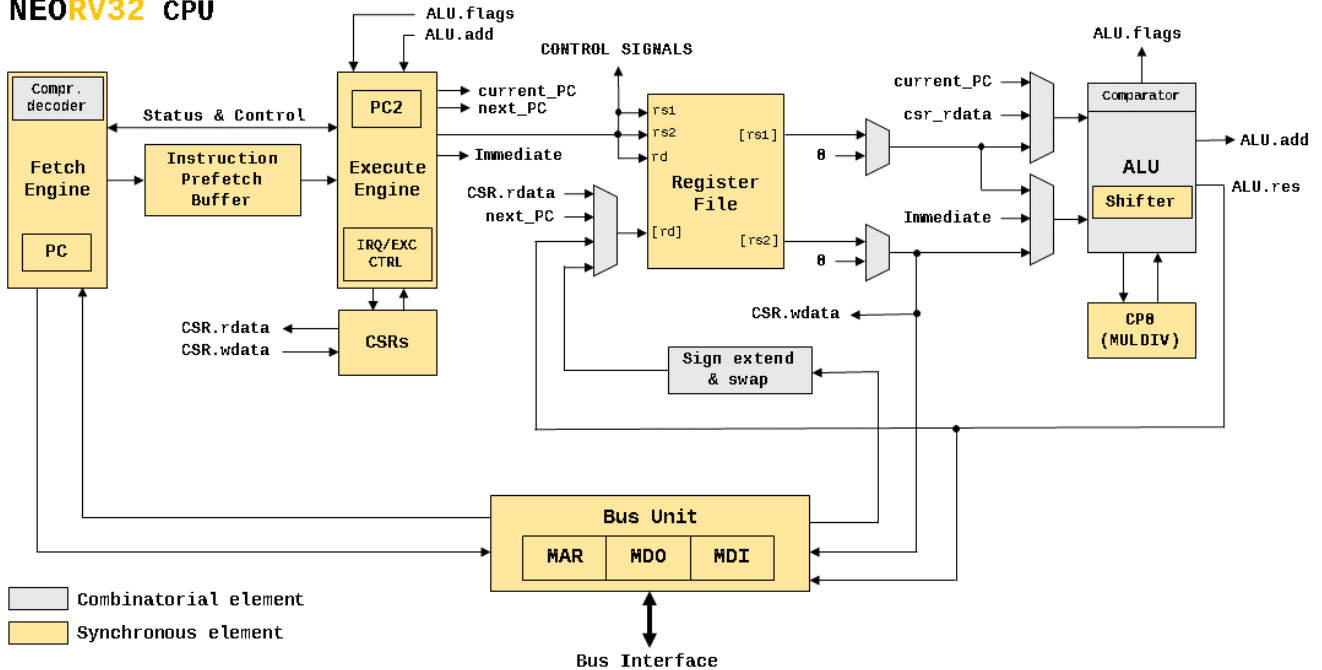 NEORV32 CPU
ALU.flags
ALU.add
CONTROL SIGNALS
ALU.flags
Compr.
decoder
Fetch
Engine
PC
Status & Control
Instruction
Prefetch
Buffer
PC2
Execute
Engine
IRQ/EXC
CTRL
current_PC
next_PC
Immediate
CSR.rdata
CSR.wdata
CSRs
CSR.rdata
next_PC
rs1
rs2
rd
[rs1]
Register
File
[rd]
[rs2]
0
0
current_PC
csr_rdata
Immediate
Comparator
ALU
Shifter
ALU.add
ALU.res
CP0
(MULDIV)
CSR.wdata
Sign extend
& swap
Bus Unit
MAR
MDO
MDI
Bus Interface
Combinatorial element
Synchronous element